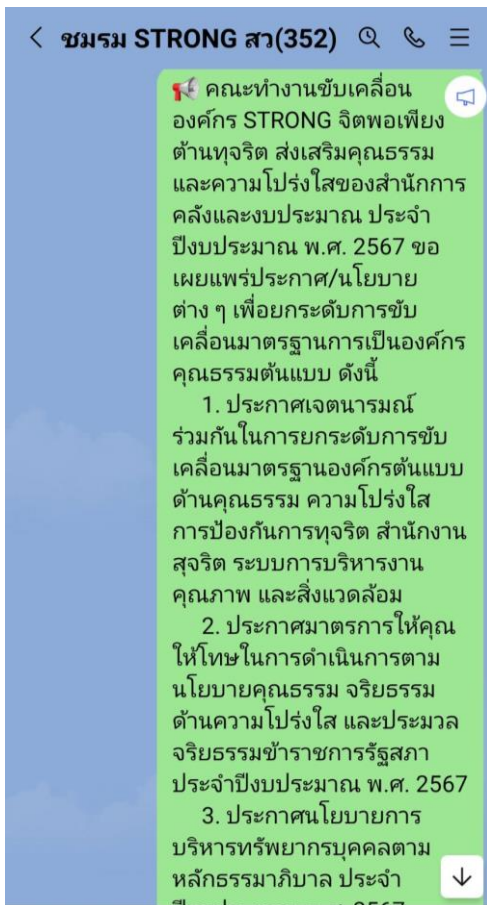 ชมรม STRONG สว(352)
คณะทำงานขับเคลื่อน
องค์กร STRONG จิตพอเพียง
ต้านทุจริต ส่งเสริมคุณธรรม
และความโปร่งใสของสำนักการ
คลังและงบประมาณ ประจำ
ปีงบประมาณ พ.ศ. 2567 ขอ
เผยแพร่ประกาศ/นโยบาย
ต่าง ๆ เพื่อยกระดับการขับ
เคลื่อนมาตรฐานการเป็นองค์กร
คุณธรรมต้นแบบ ดังนี้
1. ประกาศเจตนารมณ์
ร่วมกันในการยกระดับการขับ
เคลื่อนมาตรฐานองค์กรต้นแบบ
ด้านคุณธรรม ความโปร่งใส
การป้องกันการทุจริต สำนักงาน
สุจริต ระบบการบริหารงาน
คุณภาพ และสิ่งแวดล้อม
2. ประกาศมาตรการให้คุณ
ให้โทษในการดำเนินการตาม
นโยบายคุณธรรม จริยธรรม
ด้านความโปร่งใส และประมวล
จริยธรรมข้าราชการรัฐสภา
ประจำปีงบประมาณ พ.ศ. 2567
3. ประกาศนโยบายการ
บริหารทรัพยากรบุคคลตาม
หลักธรรมาภิบาล ประจำ